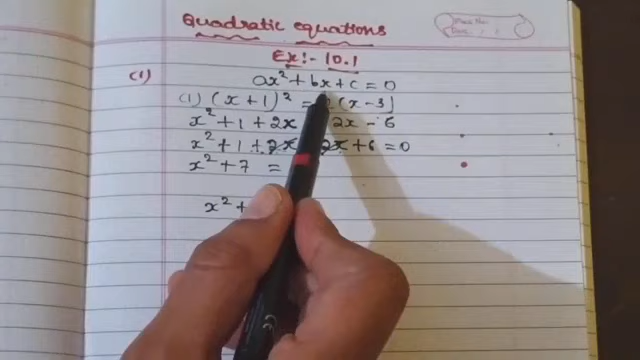 Quadratic equations
Ex:- 10.1
(1) ax² + bx + c = 0
(1) (x + 1)² = (x - 3)
x² + 1 + 2x 2x - 6
x² + 1 + 2x 2x + 6 = 0
x² + 7 =
x² +